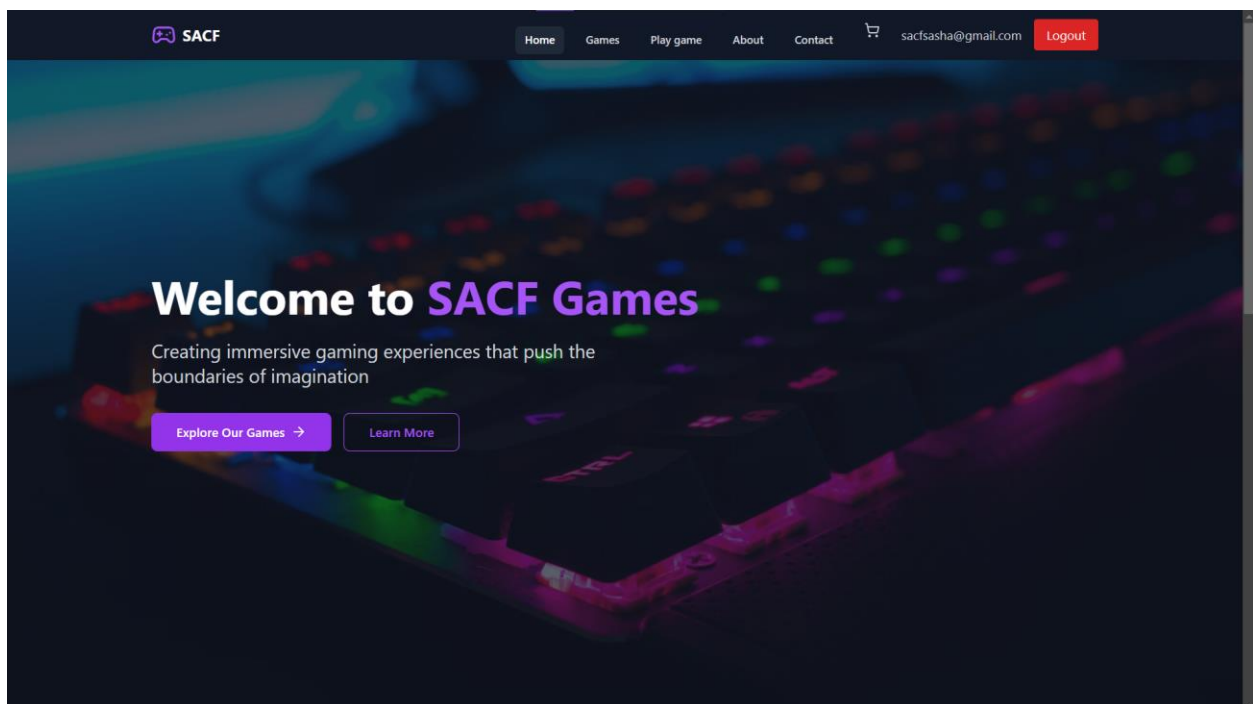 SACF
Home Games Play game About Contact sacfsasha@gmail.com Logout
Welcome to SACF Games
Creating immersive gaming experiences that push the
boundaries of imagination
Explore Our Games →
Learn More
CTRL